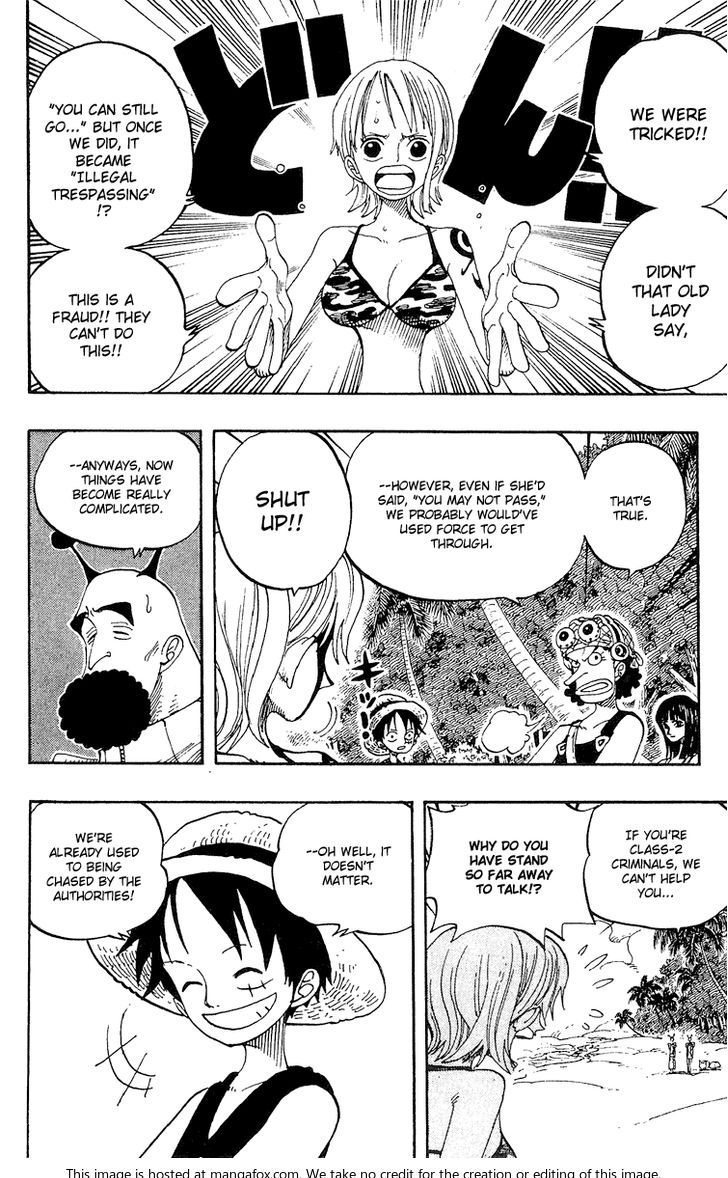 WE WERE
TRICKED!!
DIDN'T
THAT OLD
LADY
SAY,
"YOU CAN STILL
GO..." BUT ONCE
WE DID, IT
BECAME
"ILLEGAL
TRESPASSING"
!?
THIS IS A
FRAUD!! THEY
CAN'T DO
THIS!!
どん!!
THAT'S
TRUE.
--HOWEVER, EVEN IF SHE'D
SAID, "YOU MAY NOT PASS,"
WE PROBABLY WOULD'VE
USED FORCE TO GET
THROUGH.
SHUT
UP!!
--ANYWAYS, NOW
THINGS HAVE
BECOME REALLY
COMPLICATED.
IF YOU'RE
CLASS-2
CRIMINALS, WE
CAN'T HELP
YOU...
WHY DO YOU
HAVE STAND
SO FAR AWAY
TO TALK!?
--OH WELL, IT
DOESN'T
MATTER.
WE'RE
ALREADY USED
TO BEING
CHASED BY THE
AUTHORITIES!
This image is hosted at mangafox.com. We take no credit for the creation or editing of this image.